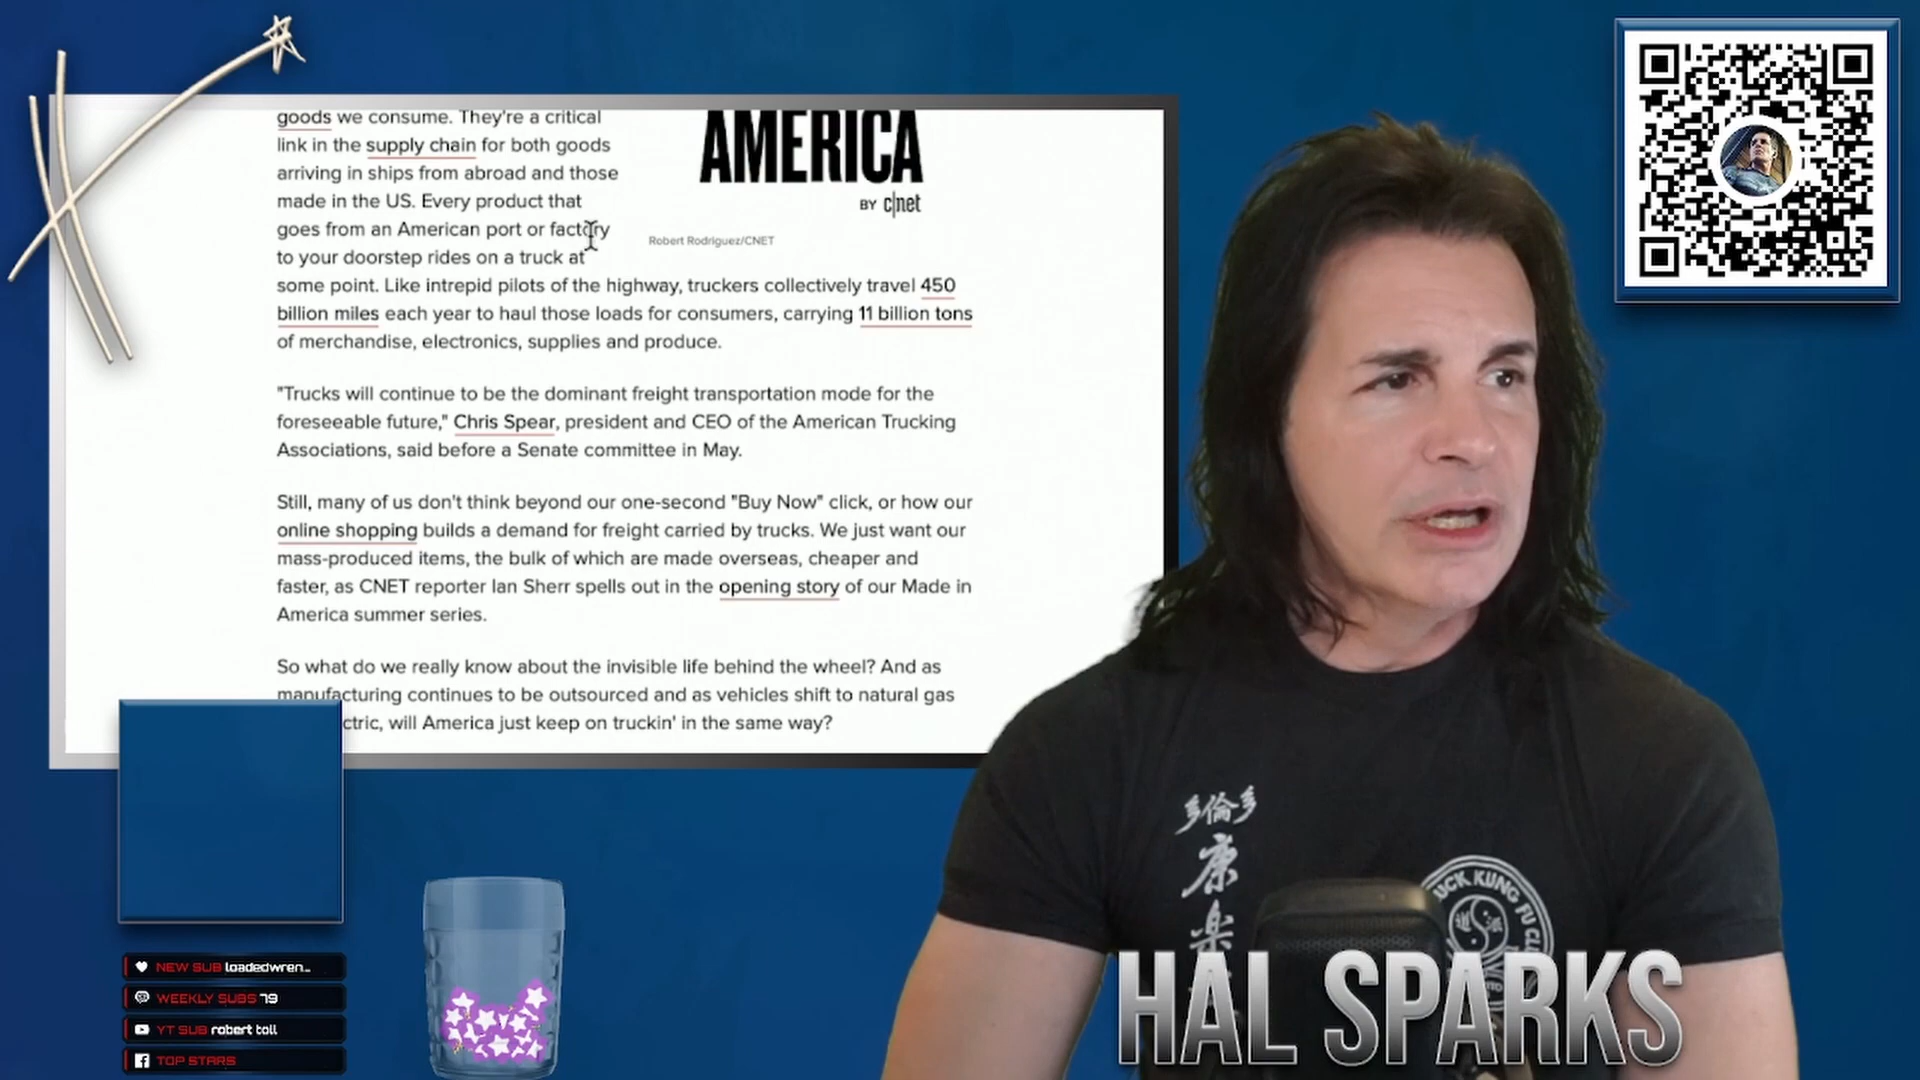 goods we consume. They're a critical
link in the supply chain for both goods
arriving in ships from abroad and those
made in the US. Every product that
goes from an American port or factory
to your doorstep rides on a truck at
some point. Like intrepid pilots of the highway, truckers collectively travel 450
billion miles each year to haul those loads for consumers, carrying 11 billion tons
of merchandise, electronics, supplies and produce.
AMERICA
BY c|net
Robert Rodriguez/CNET
"Trucks will continue to be the dominant freight transportation mode for the
foreseeable future," Chris Spear, president and CEO of the American Trucking
Associations, said before a Senate committee in May.
Still, many of us don't think beyond our one-second "Buy Now" click, or how our
online shopping builds a demand for freight carried by trucks. We just want our
mass-produced items, the bulk of which are made overseas, cheaper and
faster, as CNET reporter Ian Sherr spells out in the opening story of our Made in
America summer series.
So what do we really know about the invisible life behind the wheel? And as
manufacturing continues to be outsourced and as vehicles shift to natural gas
ctric, will America just keep on truckin' in the same way?
NEW SUB loadedwren...
WEEKLY SUBS 79
YT SUB robert toll
TOP STARS
康
樂
UCK KUNG FU CL
HAL SPARKS